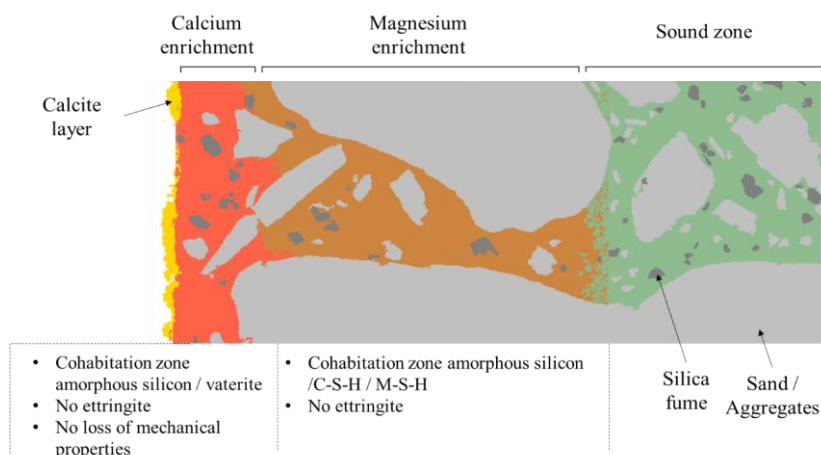 Calcium
enrichment
Magnesium
enrichment
Sound zone
Calcite
layer
• Cohabitation zone
amorphous silicon / vaterite
• No ettringite
• No loss of mechanical
properties
• Cohabitation zone amorphous silicon
/C-S-H / M-S-H
• No ettringite
Silica
fume
Sand /
Aggregates